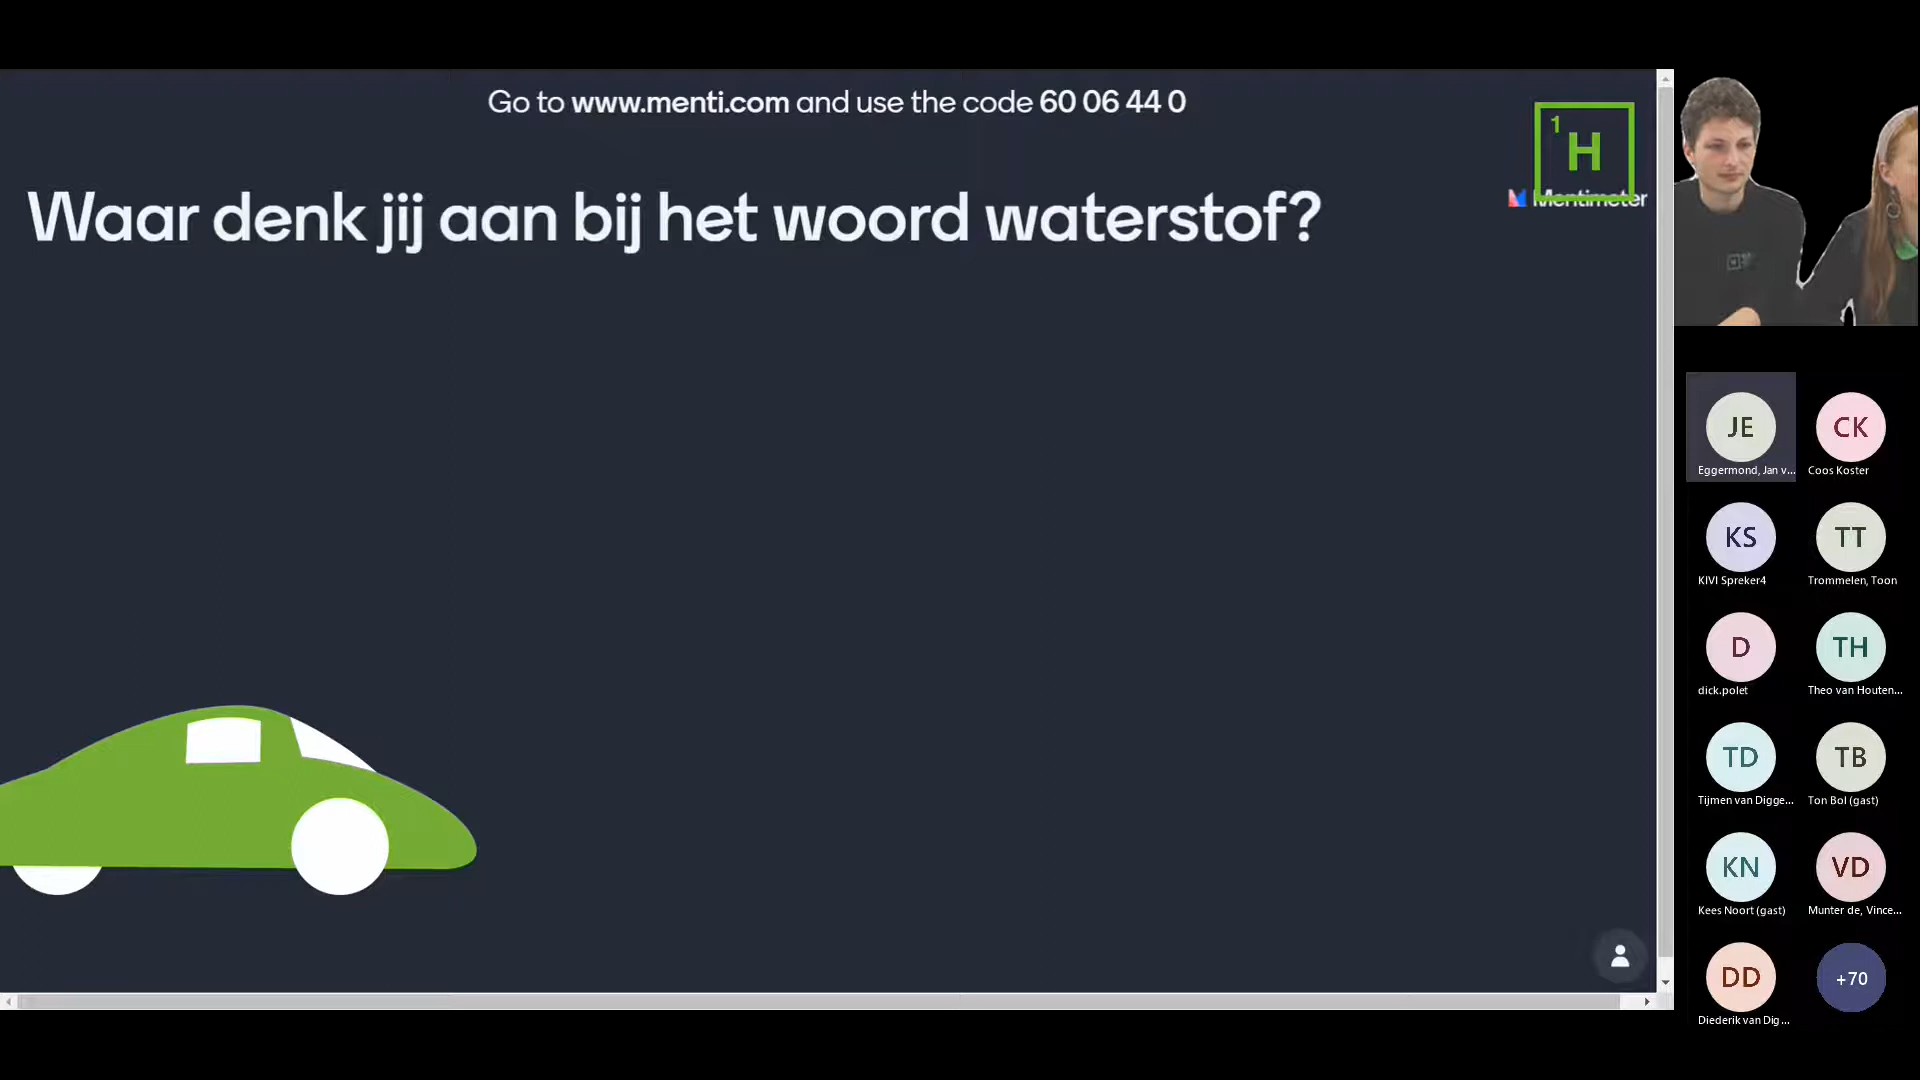 Go to www.menti.com and use the code 60 06 44 0
1
H
Mentimeter
Waar denk jij aan bij het woord waterstof?
JE
CK
Eggermond, Jan v...
Coos Koster
KS
TT
KIVI Spreker4
Trommelen, Toon
D
TH
dick.polet
Theo van Houten...
TD
TB
Tijmen van Digge...
Ton Bol (gast)
KN
VD
Kees Noort (gast)
Munter de, Vince...
DD
+70
Diederik van Dig...